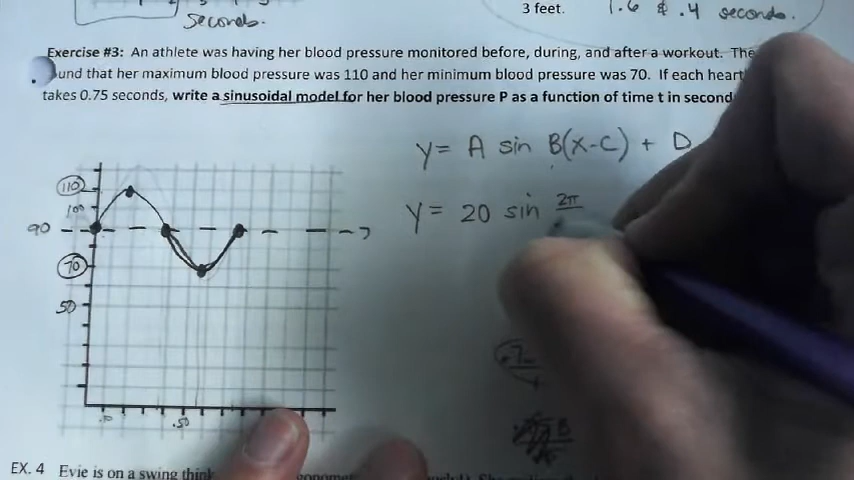 seconds.
3 feet.
1.6 & .4 seconds.
Exercise #3: An athlete was having her blood pressure monitored before, during, and after a workout. The
und that her maximum blood pressure was 110 and her minimum blood pressure was 70. If each heart
takes 0.75 seconds, write a sinusoidal model for her blood pressure P as a function of time t in second
y = A sin B(x-c) + D
y = 20 sin 2π
110
100
90
70
50
.50
EX. 4 Evie is on a swing think